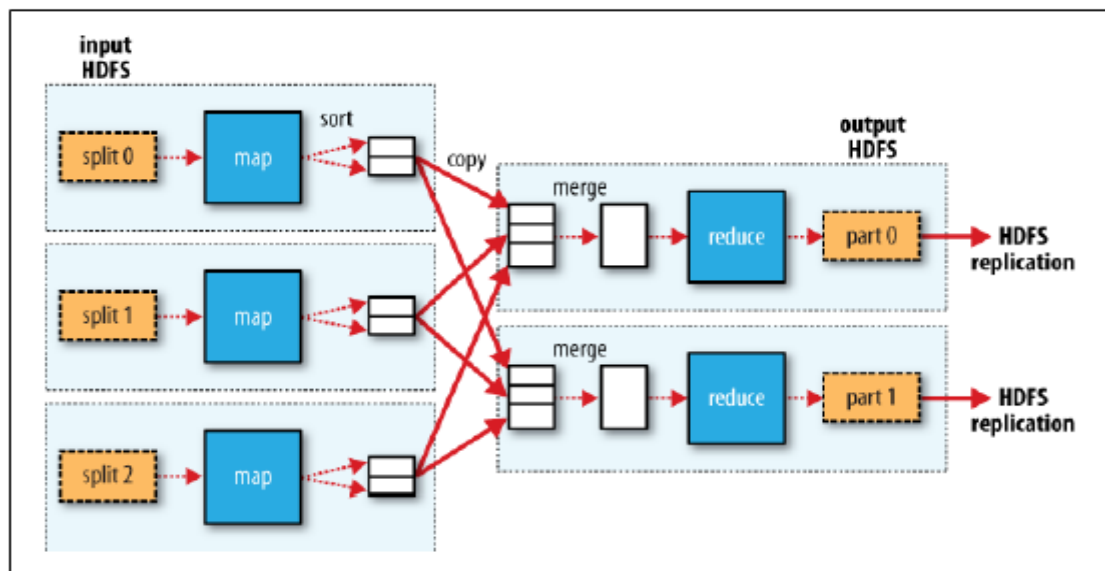 input
HDFS
split 0
map
sort
copy
split 1
map
split 2
map
output
HDFS
merge
reduce
part 0
HDFS
replication
merge
reduce
part 1
HDFS
replication